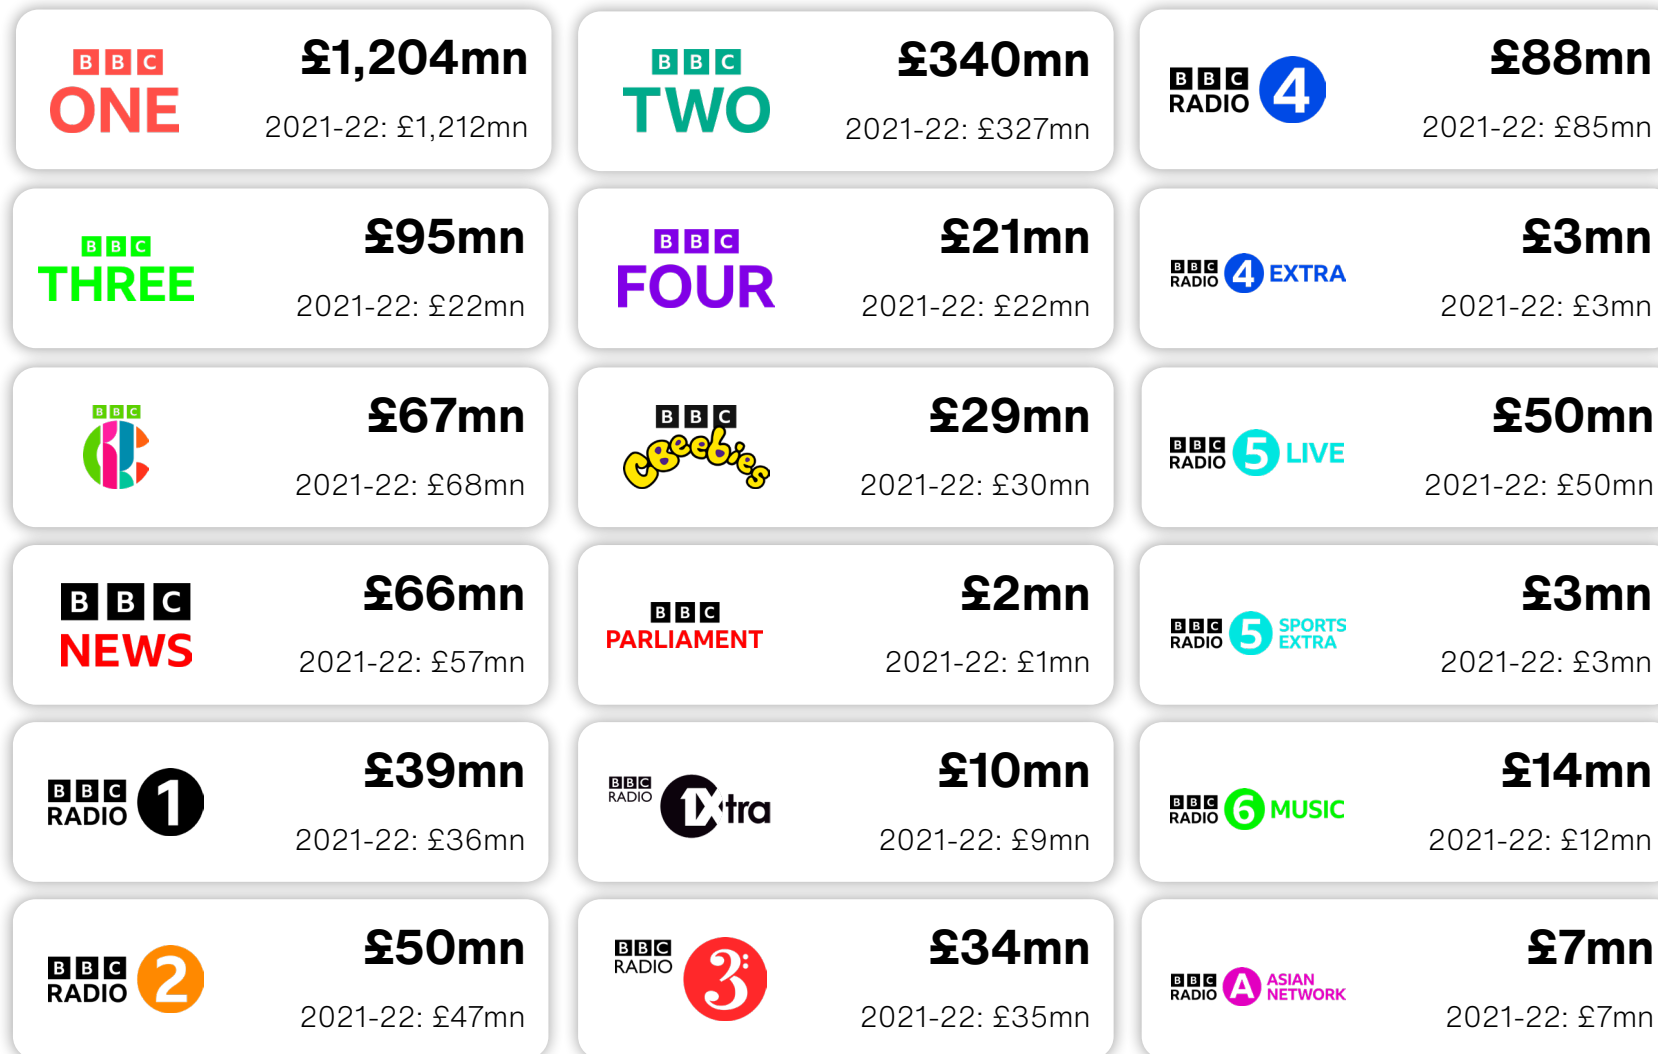 BBC
ONE
£1,204mn
2021-22: £1,212mn
BBC
TWO
£340mn
2021-22: £327mn
BBC
RADIO 4
£88mn
2021-22: £85mn
BBC
THREE
£95mn
2021-22: £22mn
BBC
FOUR
£21mn
2021-22: £22mn
BBC
RADIO 4 EXTRA
£3mn
2021-22: £3mn
BBC
CBBC
£67mn
2021-22: £68mn
BBC
CBeebies
£29mn
2021-22: £30mn
BBC
RADIO 5 LIVE
£50mn
2021-22: £50mn
BBC
NEWS
£66mn
2021-22: £57mn
BBC
PARLIAMENT
£2mn
2021-22: £1mn
BBC
RADIO 5 SPORTS
EXTRA
£3mn
2021-22: £3mn
BBC
RADIO 1
£39mn
2021-22: £36mn
BBC
RADIO 1Xtra
£10mn
2021-22: £9mn
BBC
RADIO 6 MUSIC
£14mn
2021-22: £12mn
BBC
RADIO 2
£50mn
2021-22: £47mn
BBC
RADIO 3
£34mn
2021-22: £35mn
BBC
RADIO A ASIAN
NETWORK
£7mn
2021-22: £7mn